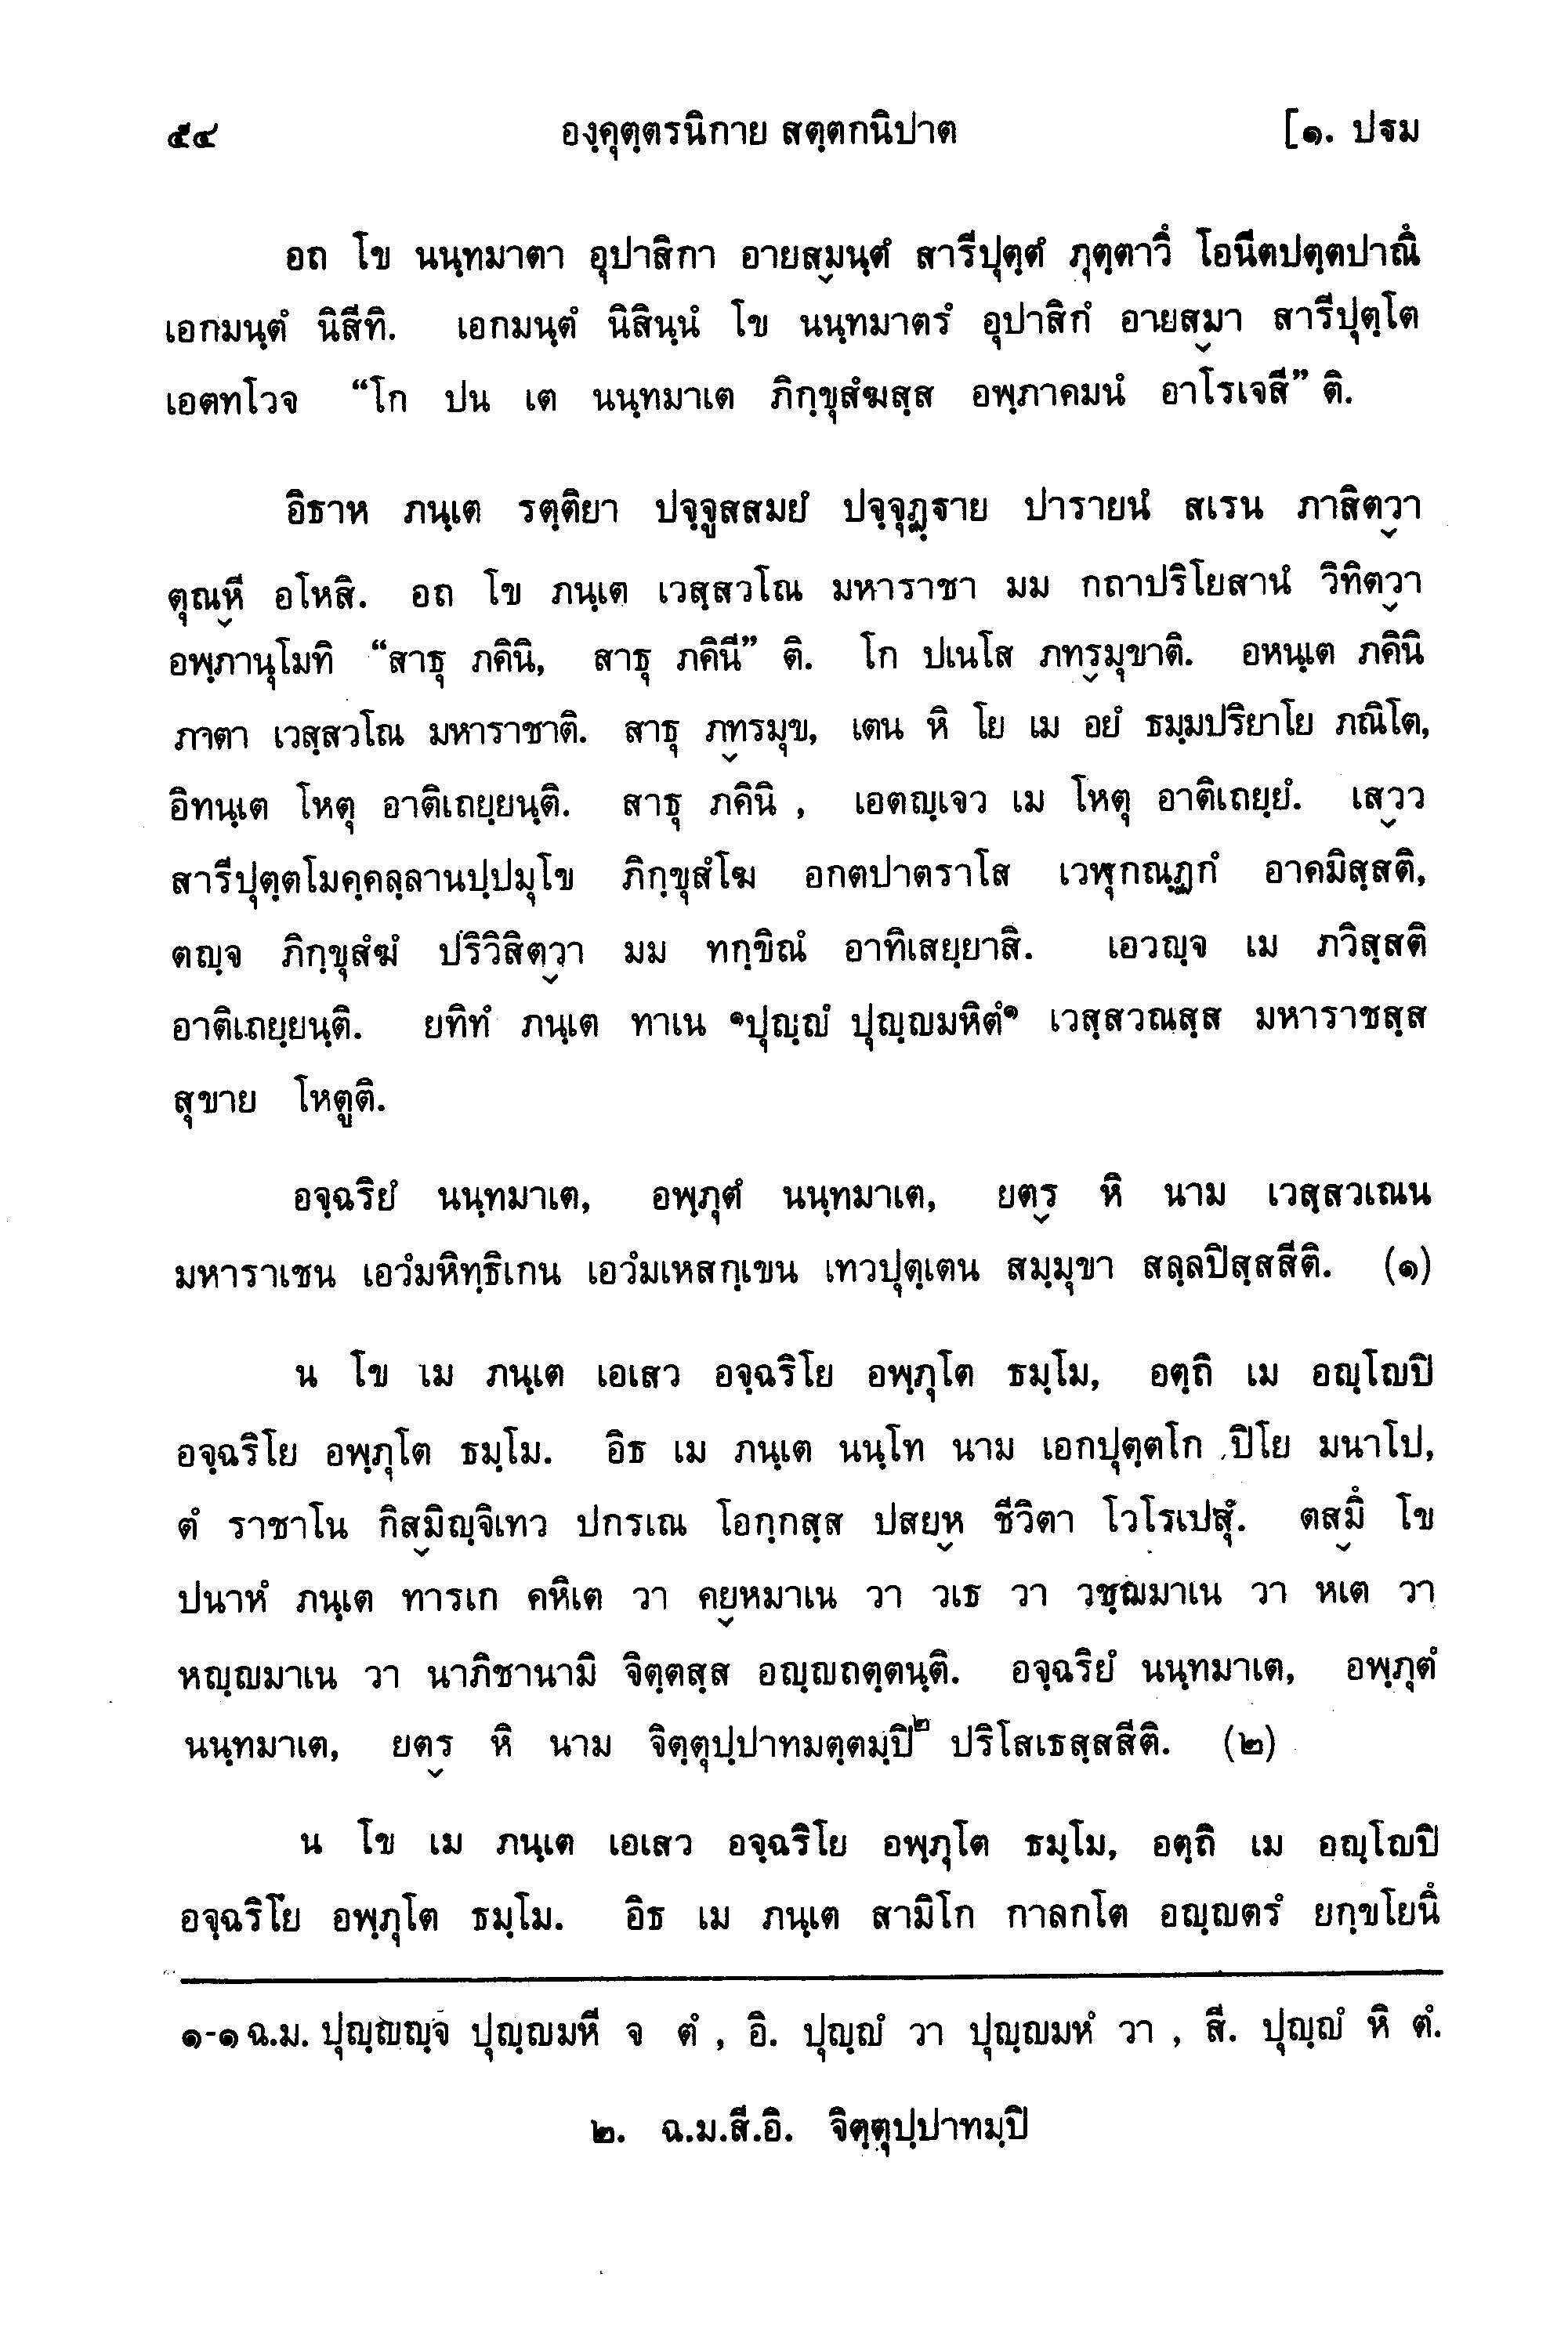 ๕๔ องฺคุตฺตรนิกาย สตฺตกนิปาต [๑. ปฐม
อถ โข นนฺทมาตา อุปาสิกา อายสฺมนฺตํ สารีปุตฺตํ ภุตฺตาวิํ โอนีตปตฺตปาณิํ
เอกมนฺตํ นิสีทิ. เอกมนฺตํ นิสินฺนํ โข นนฺทมาตรํ อุปาสิกํ อายสฺมา สารีปุตฺโต
เอตทโวจ “โก ปน เต นนฺทมาเต ภิกฺขุสํฆสฺส อพฺภาคมนํ อาโรเจสี” ติ.
อิธาห ภนฺเต รตฺติยา ปจฺจูสสมยํ ปจฺจุฏฺฐาย ปารายนํ สเรน ภาสิตฺวา
ตุณฺหี อโหสิ. อถ โข ภนฺเต เวสฺสวโณ มหาราชา มม กถาปริโยสานํ วิทิตฺวา
อพฺภานุโมทิ “สาธุ ภคินิ, สาธุ ภคินี” ติ. โก ปเนโส ภทฺรมุขาติ. อหนฺเต ภคินิ
ภาตา เวสฺสวโณ มหาราชาติ. สาธุ ภทฺรมุข, เตน หิ โย เม อยํ ธมฺมปริยาโย ภณิโต,
อิทนฺเต โหตุ อาติเถยฺยนฺติ. สาธุ ภคินิ , เอตญฺเจว เม โหตุ อาติเถยฺยํ. เสฺวว
สารีปุตฺตโมคฺคลฺลานปฺปมุโข ภิกฺขุสํโฆ อกตปาตราโส เวฬุกณฺฏกํ อาคมิสฺสติ,
ตญฺจ ภิกฺขุสํฆํ ปริวิสิตฺวา มม ทกฺขิณํ อาทิเสยฺยาสิ. เอวญฺจ เม ภวิสฺสติ
อาติเถยฺยนฺติ. ยทิทํ ภนฺเต ทาเน ๑ปุญฺญํ ปุญฺญมหิตํ๑ เวสฺสวณสฺส มหาราชสฺส
สุขาย โหตูติ.
อจฺฉริยํ นนฺทมาเต, อพฺภุตํ นนฺทมาเต, ยตฺร หิ นาม เวสฺสวเณน
มหาราเชน เอวํมหิทฺธิเกน เอวํมเหสกฺเขน เทวปุตฺเตน สมฺมุขา สลฺลปิสฺสสีติ. (๑)
น โข เม ภนฺเต เอเสว อจฺฉริโย อพฺภุโต ธมฺโม, อตฺถิ เม อญฺโญปิ
อจฺฉริโย อพฺภุโต ธมฺโม. อิธ เม ภนฺเต นนฺโท นาม เอกปุตฺตโก ปิโย มนาโป,
ตํ ราชาโน กิสฺมิญฺจิเทว ปกรเณ โอกฺกสฺส ปสยฺห ชีวิตา โวโรเปสุํ. ตสฺมิํ โข
ปนาหํ ภนฺเต ทารเก คหิเต วา คยฺหมาเน วา วเธ วา วชฺฌมาเน วา หเต วา
หญฺญมาเน วา นาภิชานามิ จิตฺตสฺส อญฺญถตฺตนฺติ. อจฺฉริยํ นนฺทมาเต, อพฺภุตํ
นนฺทมาเต, ยตฺร หิ นาม จิตฺตุปฺปาทมตฺตมฺปิ๒ ปริโสเธสฺสสีติ. (๒)
น โข เม ภนฺเต เอเสว อจฺฉริโย อพฺภุโต ธมฺโม, อตฺถิ เม อญฺโญปิ
อจฺฉริโย อพฺภุโต ธมฺโม. อิธ เม ภนฺเต สามิโก กาลกโต อญฺญตรํ ยกฺขโยนิํ
๑-๑ ฉ.ม. ปุญฺญญฺจ ปุญฺญมหี จ ตํ , อิ. ปุญฺญํ วา ปุญฺญมหํ วา , สี. ปุญฺญํ หิ ตํ.
๒. ฉ.ม.สี.อิ. จิตฺตุปฺปาทมฺปิ